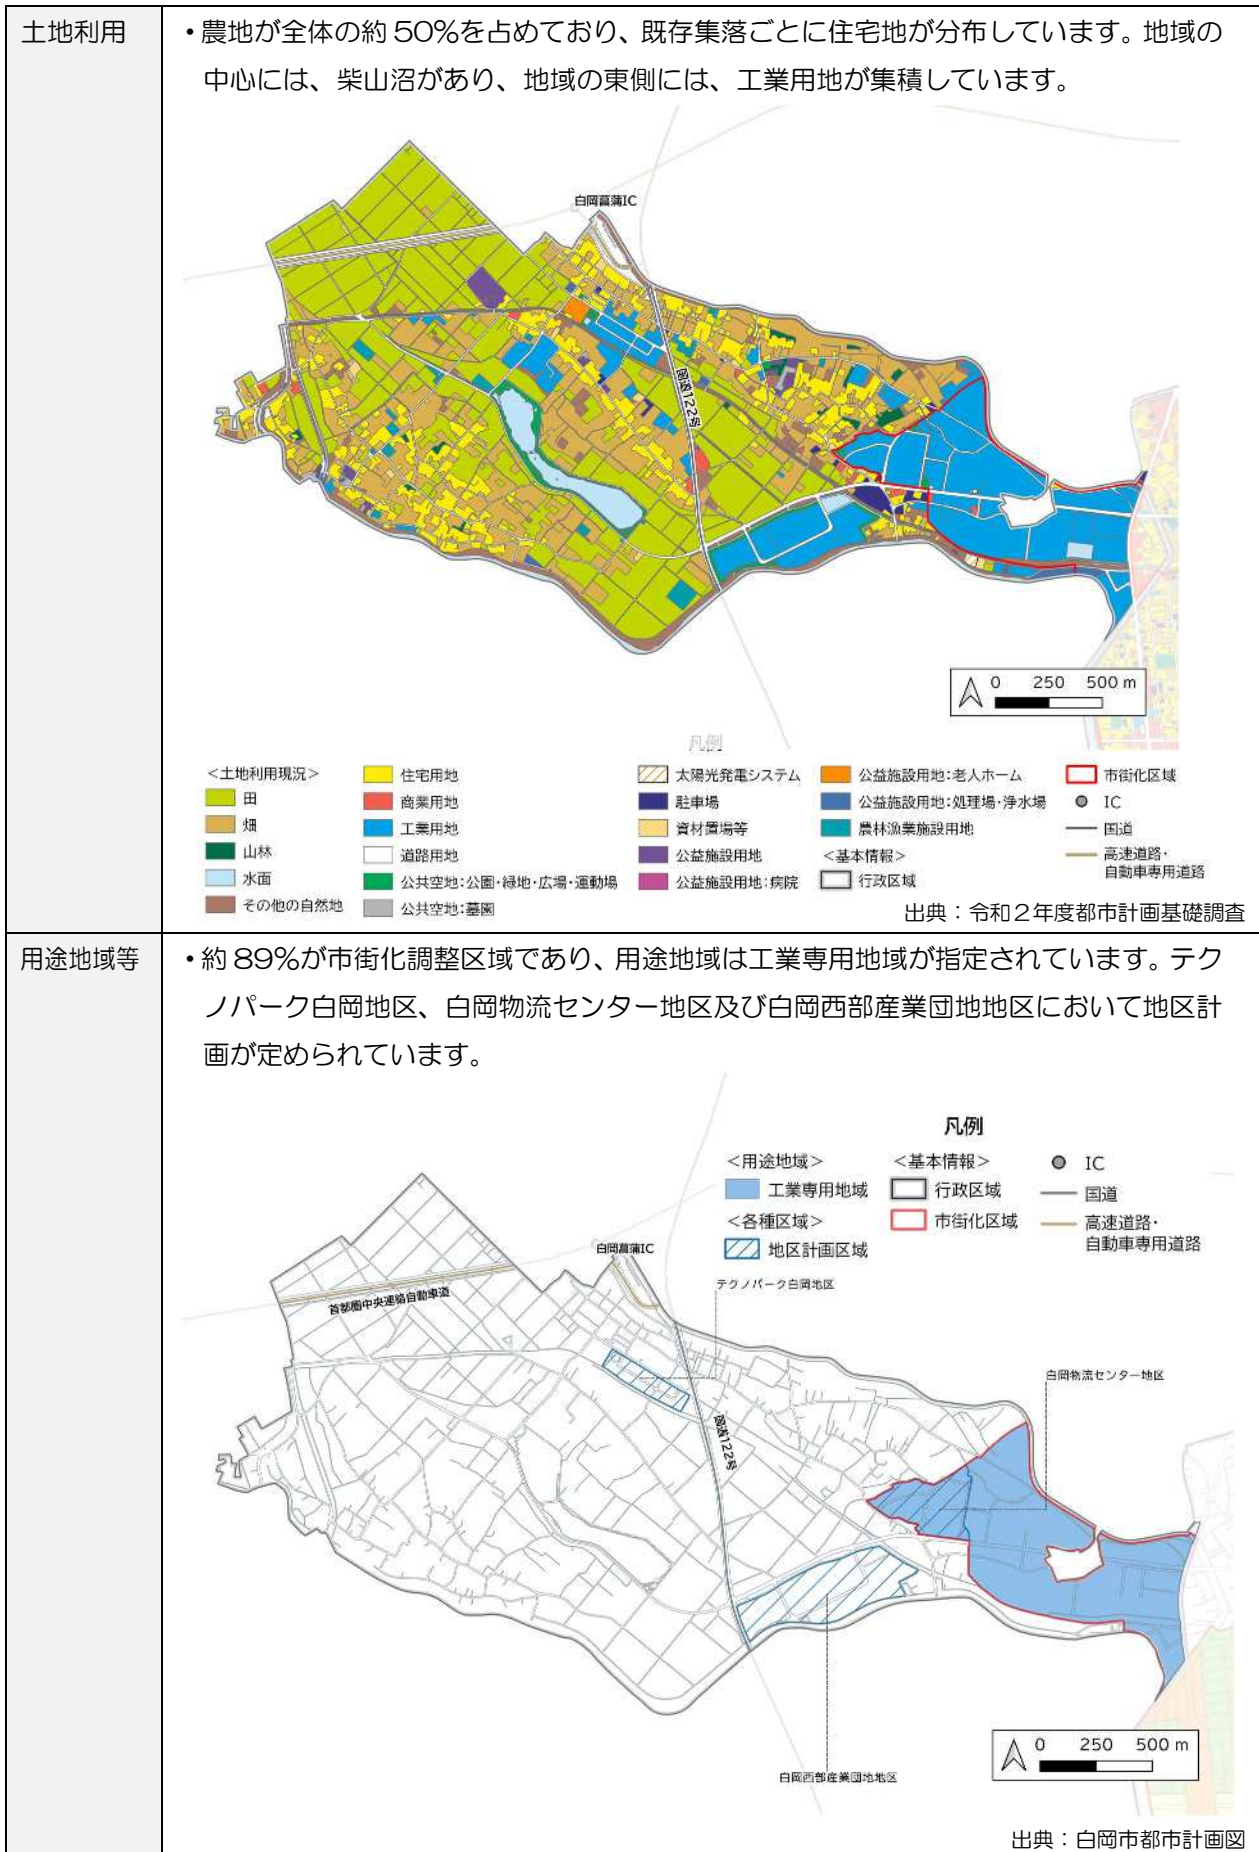 土地利用
・農地が全体の約50%を占めており、既存集落ごとに住宅地が分布しています。地域の
中心には、柴山沼があり、地域の東側には、工業用地が集積しています。
白岡菖蒲IC
国道122号
0 250 500 m
凡例
<土地利用現況>
田
畑
山林
水面
その他の自然地
住宅用地
商業用地
工業用地
道路用地
公共空地:公園・緑地・広場・運動場
公共空地:墓園
太陽光発電システム
駐車場
資材置場等
公益施設用地
公益施設用地:病院
公益施設用地:老人ホーム
公益施設用地:処理場・浄水場
農林漁業施設用地
<基本情報>
行政区域
市街化区域
IC
国道
高速道路・
自動車専用道路
出典:令和2年度都市計画基礎調査
用途地域等
・約89%が市街化調整区域であり、用途地域は工業専用地域が指定されています。テク
ノパーク白岡地区、白岡物流センター地区及び白岡西部産業団地地区において地区計
画が定められています。
凡例
<用途地域>
工業専用地域
<各種区域>
地区計画区域
<基本情報>
行政区域
市街化区域
IC
国道
高速道路・
自動車専用道路
白岡菖蒲IC
首都圏中央連絡自動車道
テクノパーク白岡地区
白岡物流センター地区
国道122号
白岡西部産業団地地区
0 250 500 m
出典:白岡市都市計画図